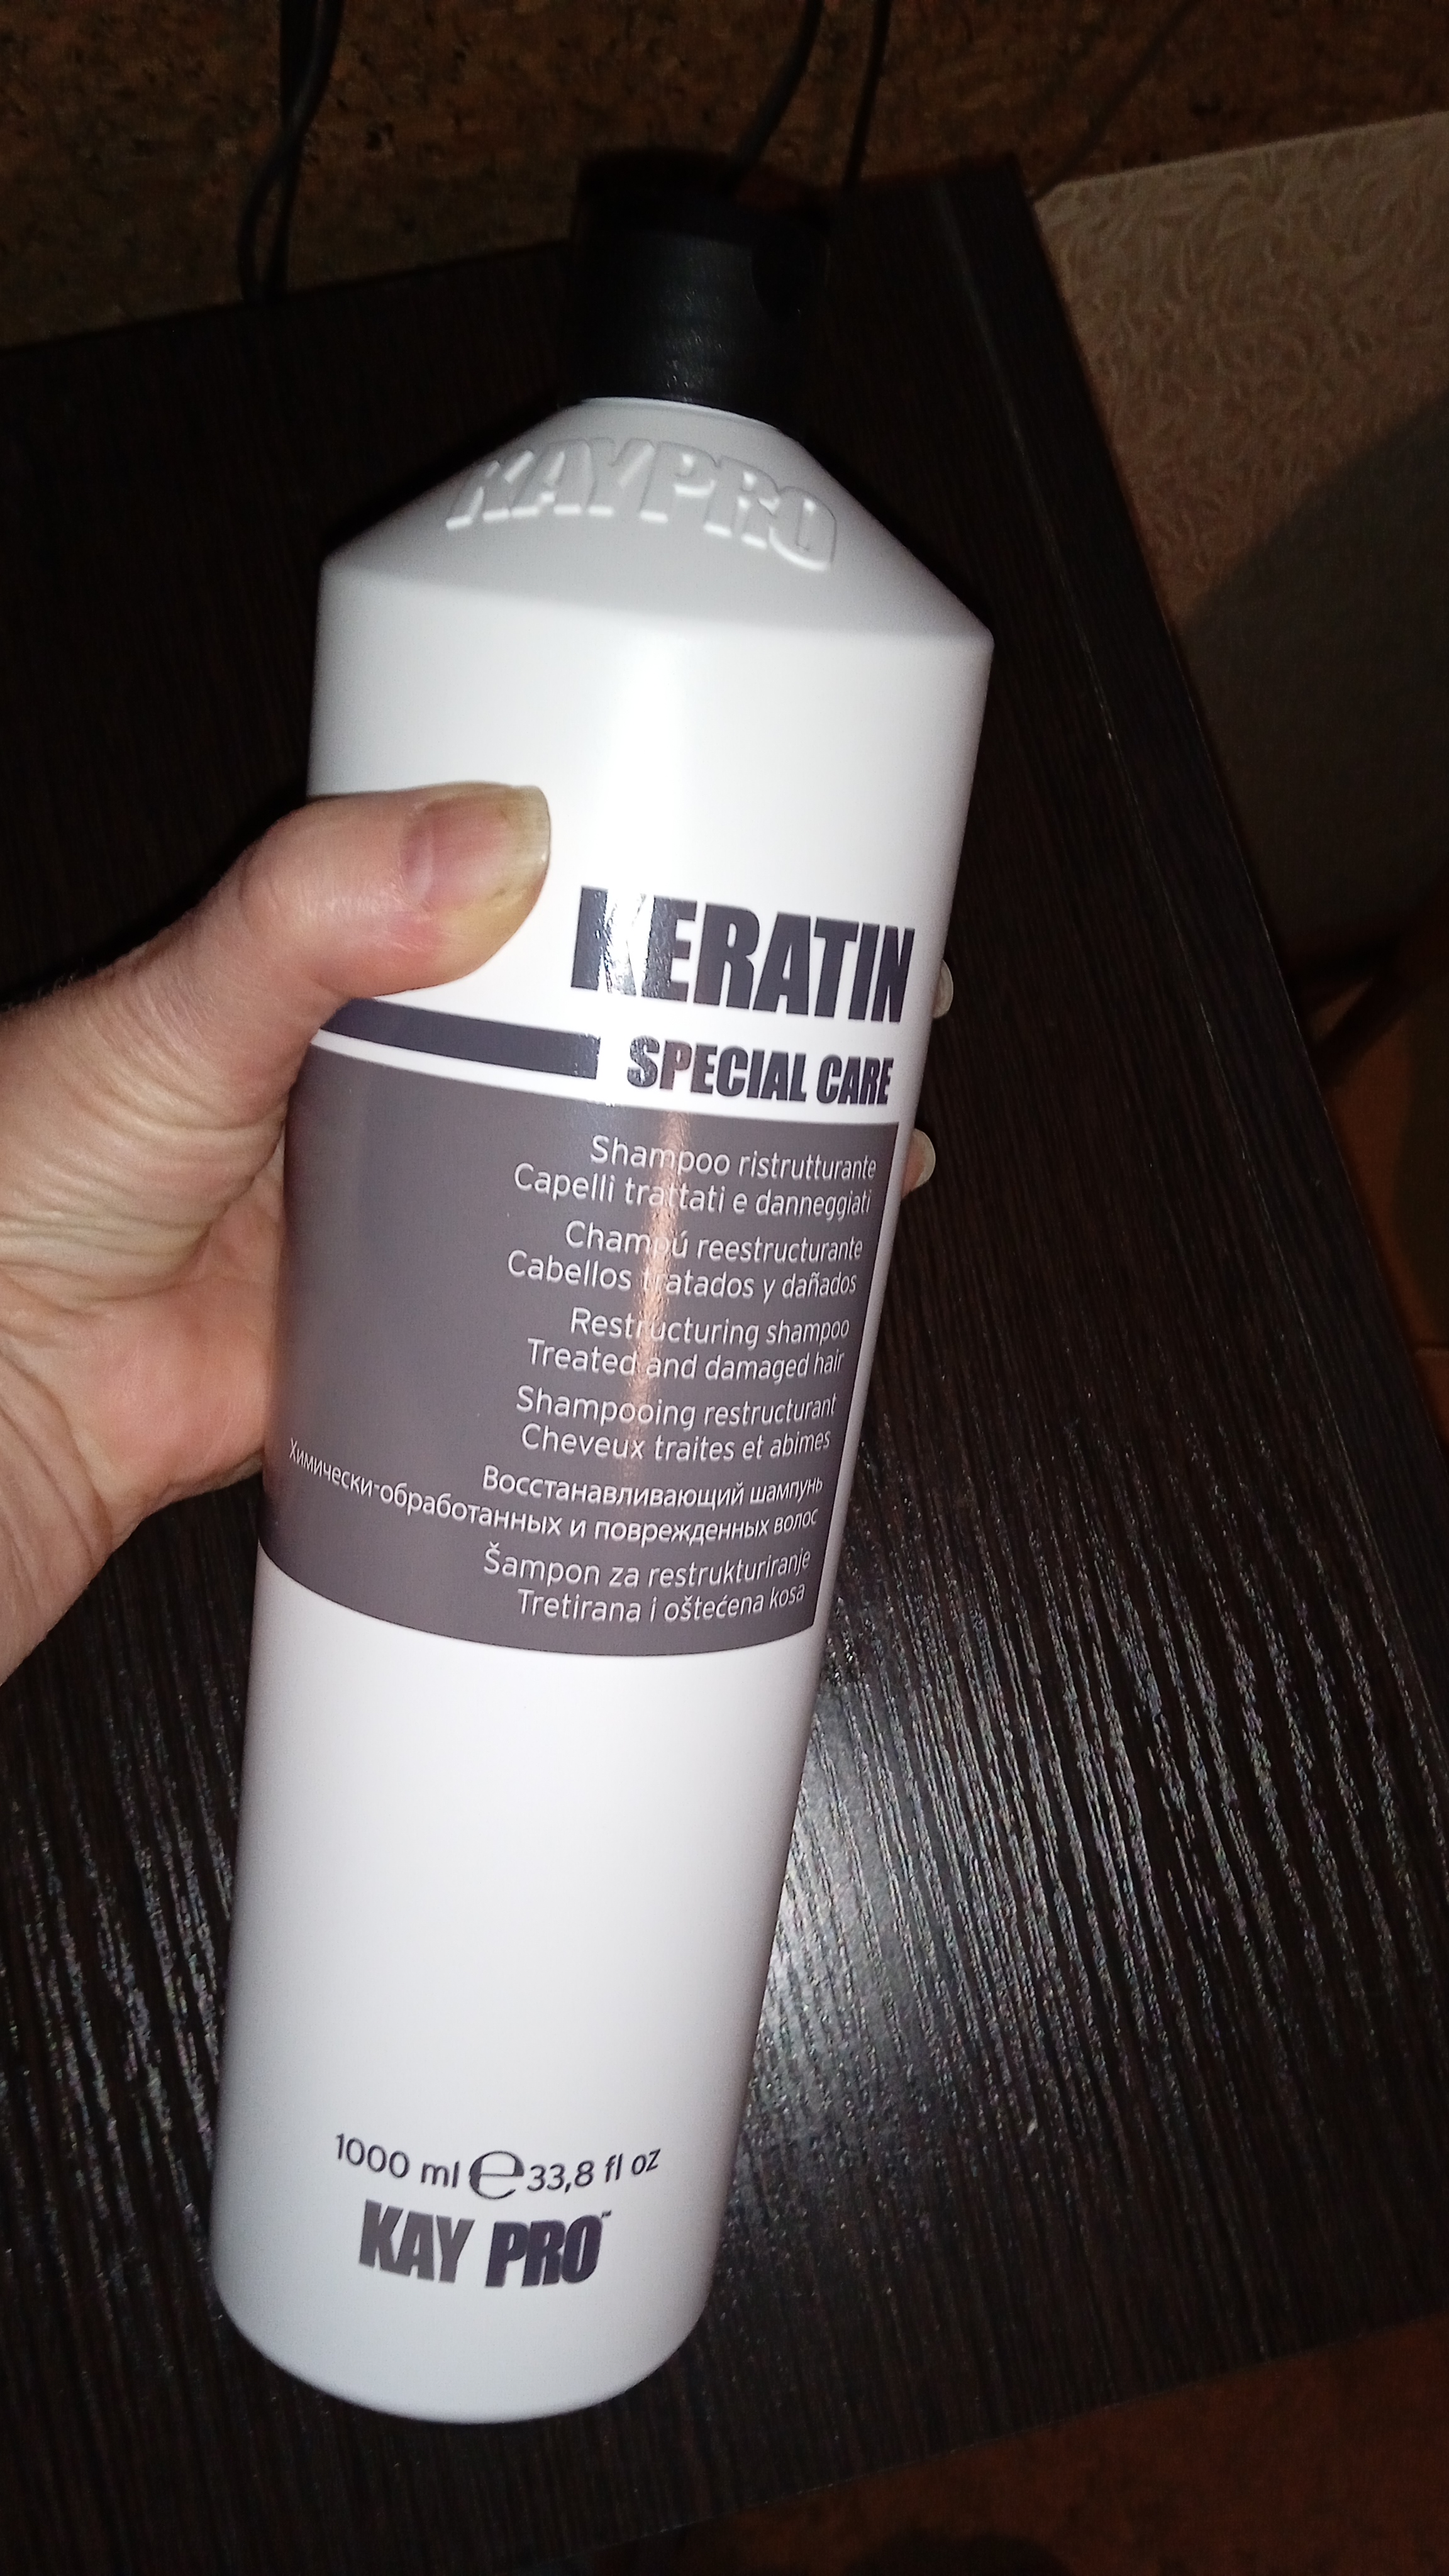 KAYPRO
KERATIN
SPECIAL CARE
Shampoo ristrutturante
Capelli trattati e danneggiati
Champú reestructurante
Cabellos tratados y dañados
Restructuring shampoo
Treated and damaged hair
Shampooing restructurant
Cheveux traites et abimes
Восстанавливающий шампунь
Химически-обработанных и поврежденных волос
Šampon za restrukturiranje
Tretirana i oštećena kosa
1000 ml ℮ 33,8 fl oz
KAY PRO™